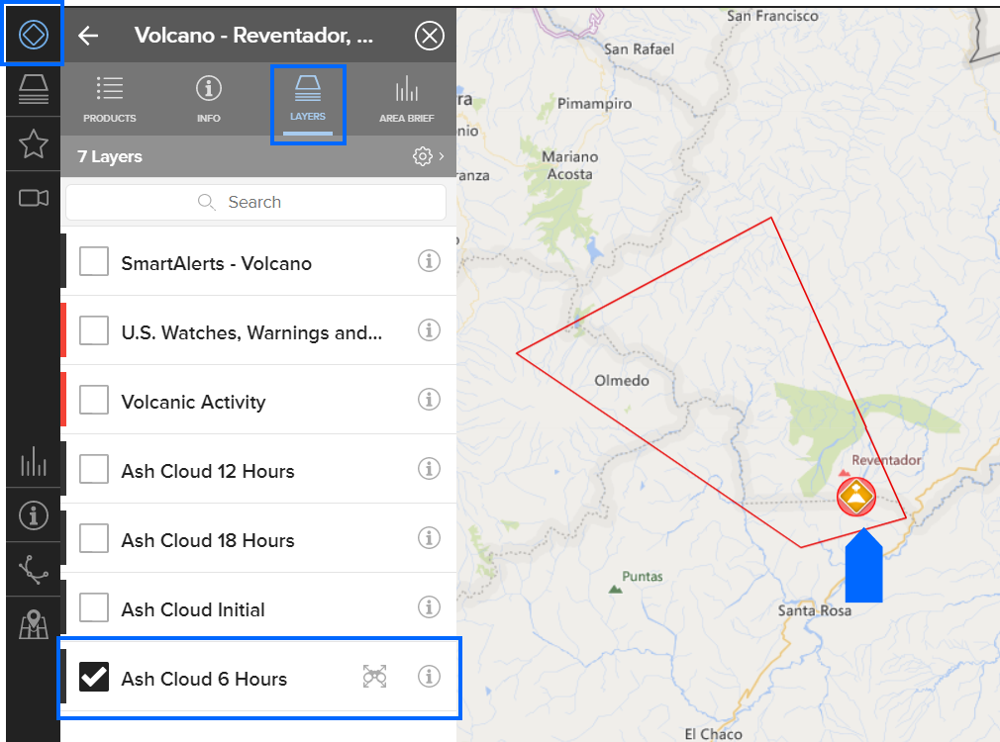 Volcano - Reventador, ...
PRODUCTS
INFO
LAYERS
AREA BRIEF
7 Layers
Search
SmartAlerts - Volcano
U.S. Watches, Warnings and...
Volcanic Activity
Ash Cloud 12 Hours
Ash Cloud 18 Hours
Ash Cloud Initial
Ash Cloud 6 Hours
San Francisco
San Rafael
ra
Pimampiro
nio
Mariano
Acosta
ranza
Olmedo
Reventador
Puntas
Santa Rosa
El Chaco